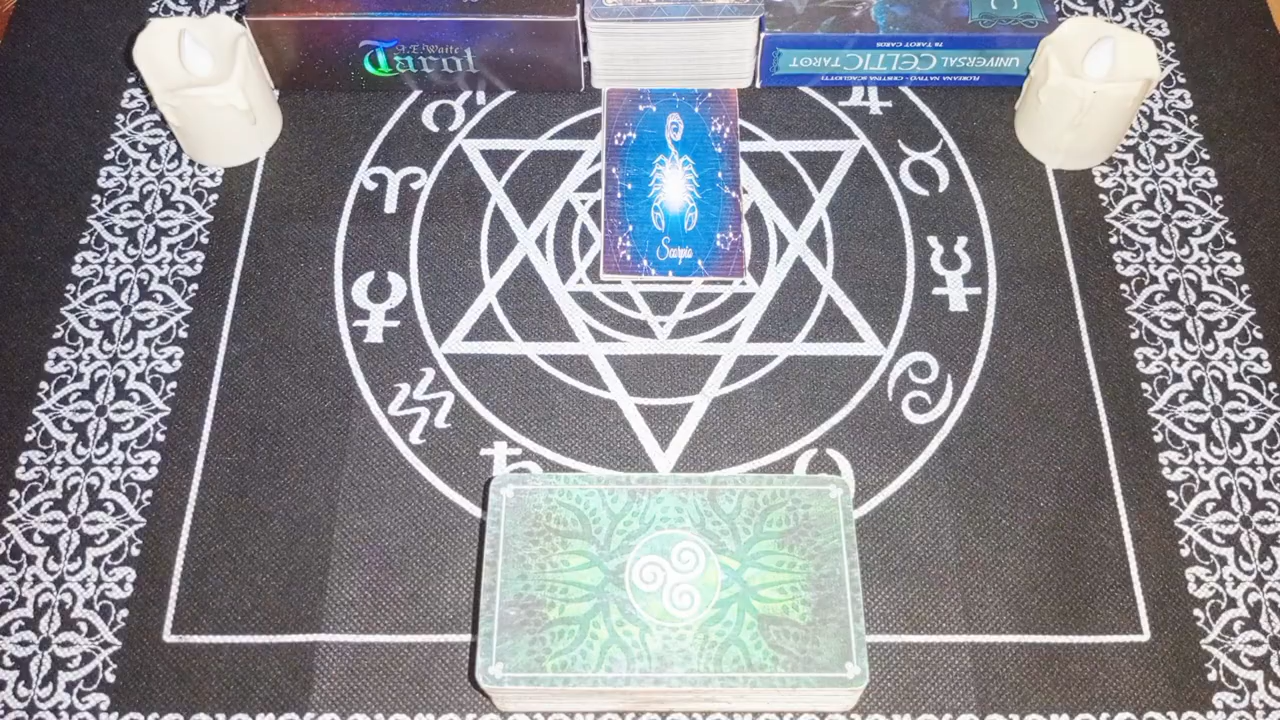 A.E. Waite
Tarot
UNIVERSAL CELTIC TAROT
78 TAROT CARDS
FLOREANA NATIVO - CRISTINA SCAGLIOTTI
Scorpio